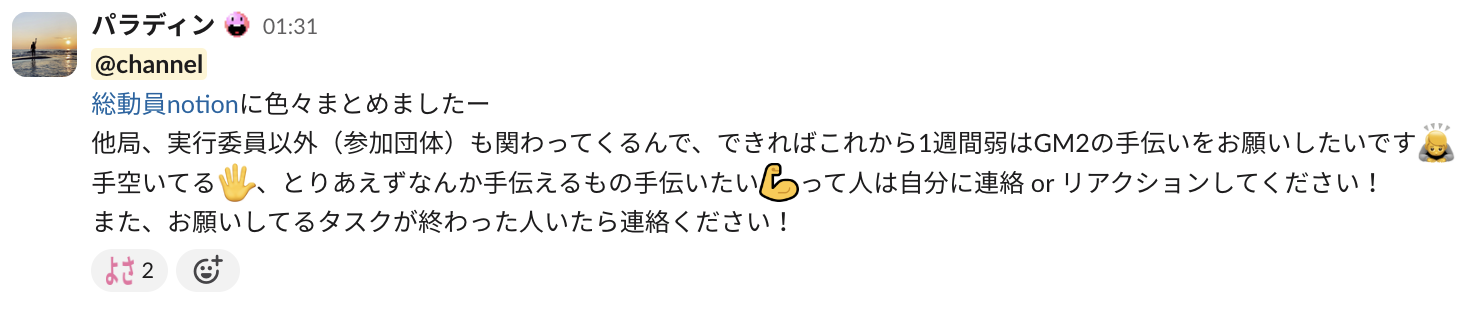 パラディン 01:31
@channel
総動員notionに色々まとめましたー
他局、実行委員以外（参加団体）も関わってくるんで、できればこれから1週間弱はGM2の手伝いをお願いしたいです🙇
手空いてる🖐、とりあえずなんか手伝えるもの手伝いたい💪って人は自分に連絡 or リアクションしてください！
また、お願いしてるタスクが終わった人いたら連絡ください！
よさ 2